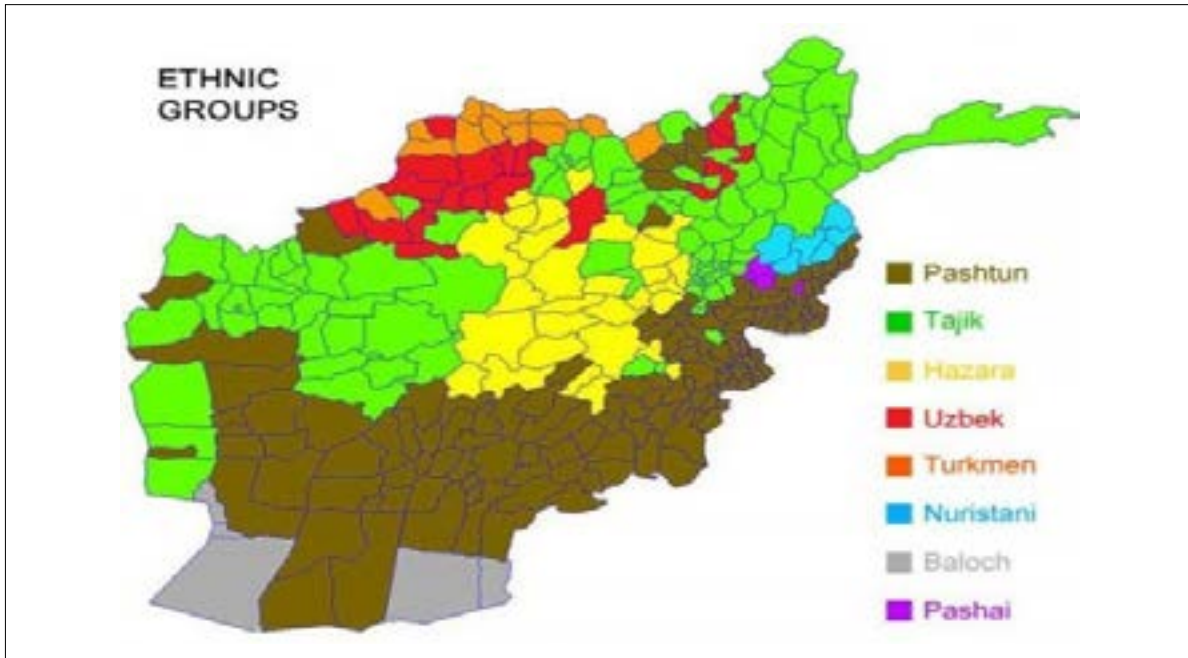 ETHNIC
GROUPS
Pashtun
Tajik
Hazara
Uzbek
Turkmen
Nuristani
Baloch
Pashai